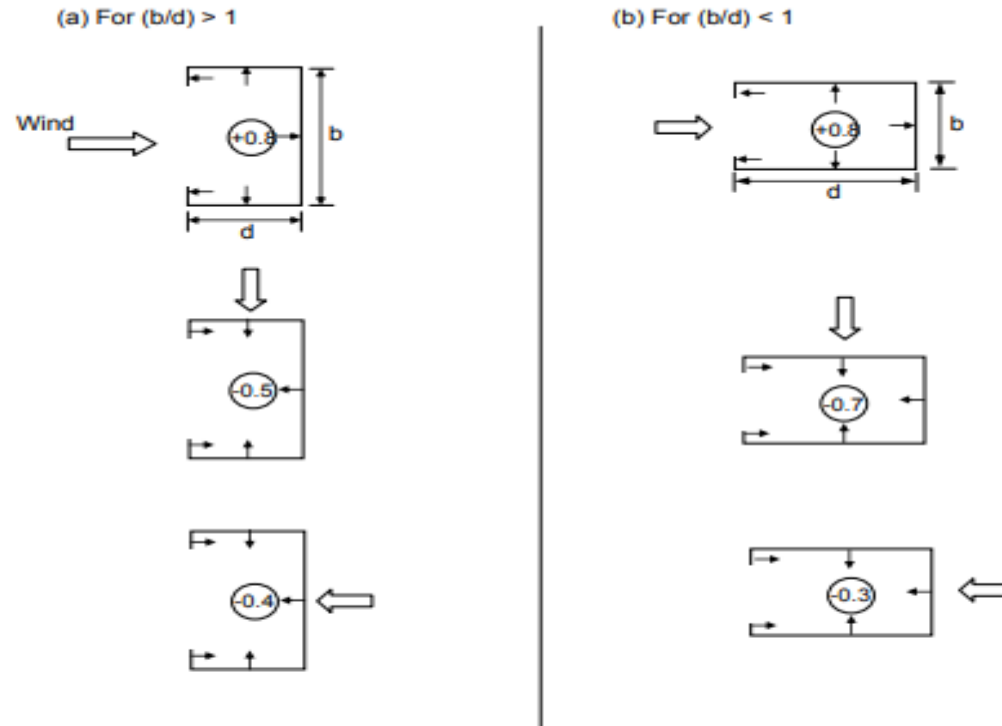 (a) For (b/d) > 1
Wind
+0.8
b
d
-0.5
-0.4
(b) For (b/d) < 1
+0.8
b
d
-0.7
-0.3